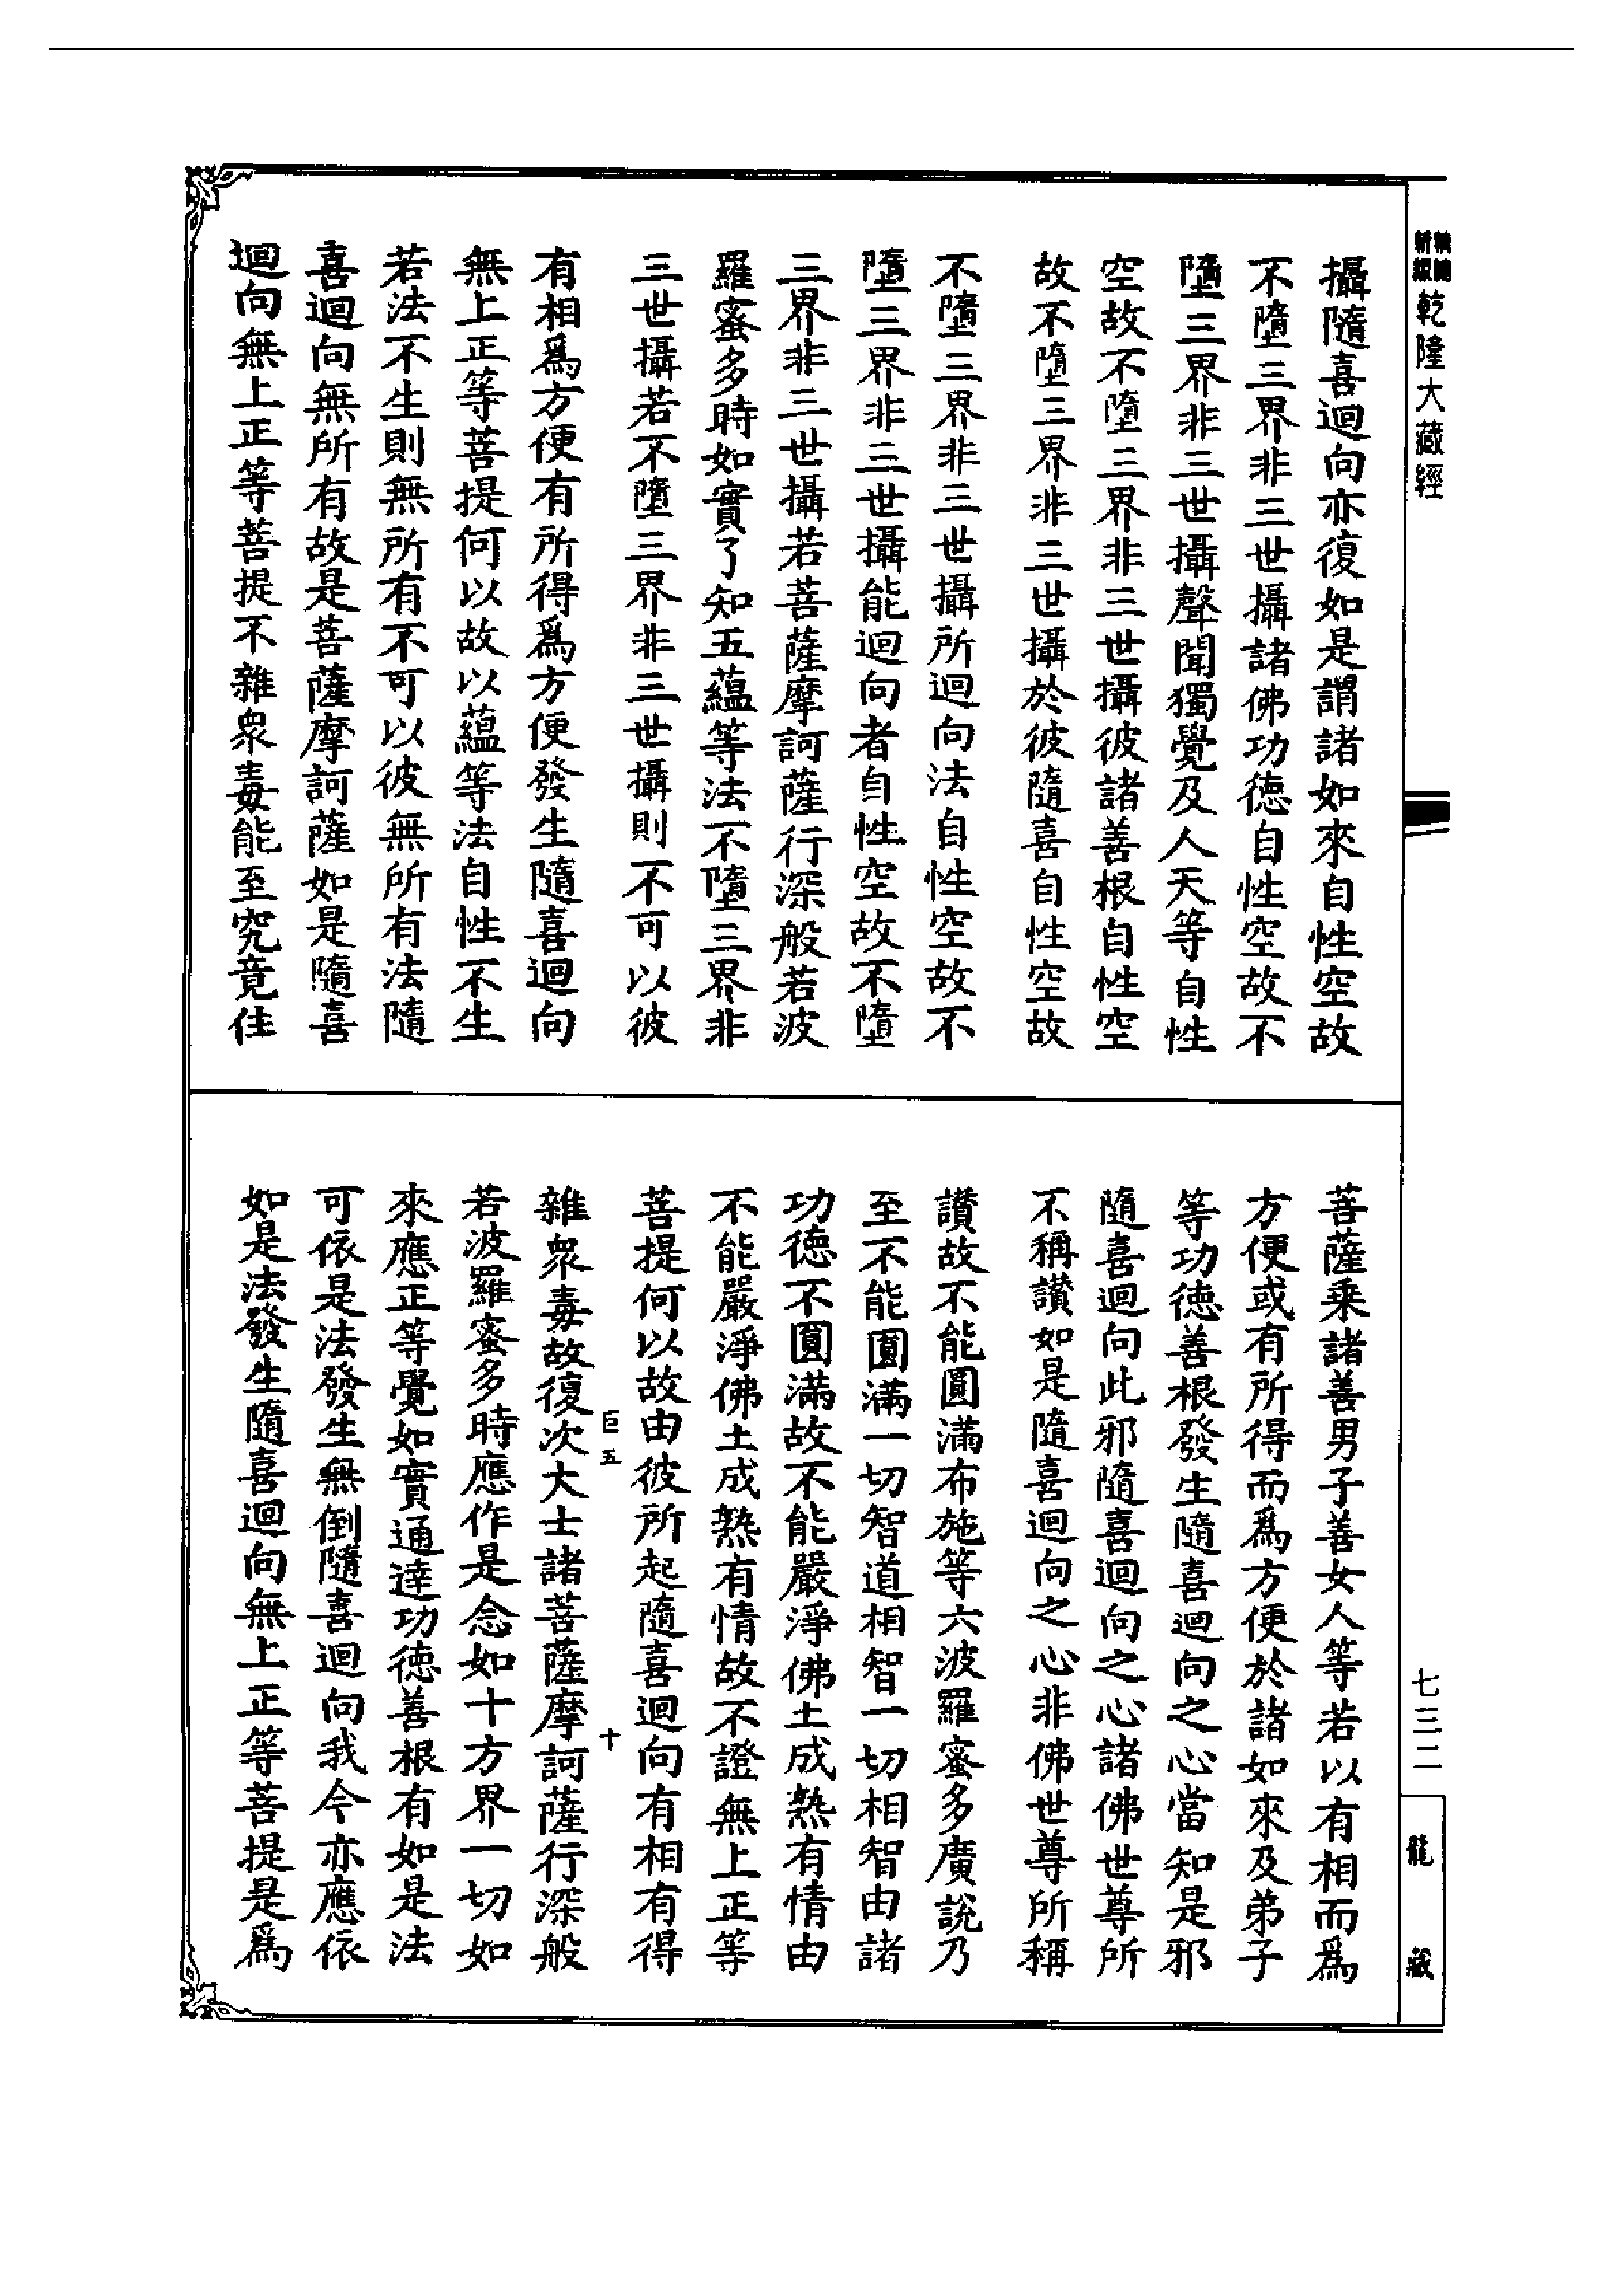 乾隆大藏經
攝隨喜迴向亦復如是謂諸如來自性空故
不墮三界非三世攝諸佛功德自性空故不
墮三界非三世攝聲聞獨覺及人天等自性
空故不墮三界非三世攝彼諸善根自性空
故不墮三界非三世攝於彼隨喜自性空故
不墮三界非三世攝所迴向法自性空故不
墮三界非三世攝能迴向者自性空故不墮
三界非三世攝若菩薩摩訶薩行深般若波
羅蜜多時如實了知五蘊等法不墮三界非
三世攝若不墮三界非三世攝則不可以彼
有相為方便有所得為方便發生隨喜迴向
無上正等菩提何以故以蘊等法自性不生
若法不生則無所有不可以彼無所有法隨
喜迴向無所有故是菩薩摩訶薩如是隨喜
迴向無上正等菩提不雜眾毒能至究竟住
菩薩乘諸善男子善女人等若以有相而為
方便或有所得而為方便於諸如來及弟子
等功德善根發生隨喜迴向之心當知是邪
隨喜迴向此邪隨喜迴向之心諸佛世尊所
不稱讚如是隨喜迴向之心非佛世尊所稱
讚故不能圓滿布施等六波羅蜜多廣說乃
至不能圓滿一切智道相智一切相智由諸
功德不圓滿故不能嚴淨佛土成熟有情由
不能嚴淨佛土成熟有情故不證無上正等
菩提何以故由彼所起隨喜迴向有相有得
巨五 十
雜眾毒故復次大士諸菩薩摩訶薩行深般
若波羅蜜多時應作是念如十方界一切如
來應正等覺如實通達功德善根有如是法
可依是法發生無倒隨喜迴向我今亦應依
如是法發生隨喜迴向無上正等菩提是為
七三二
龍藏